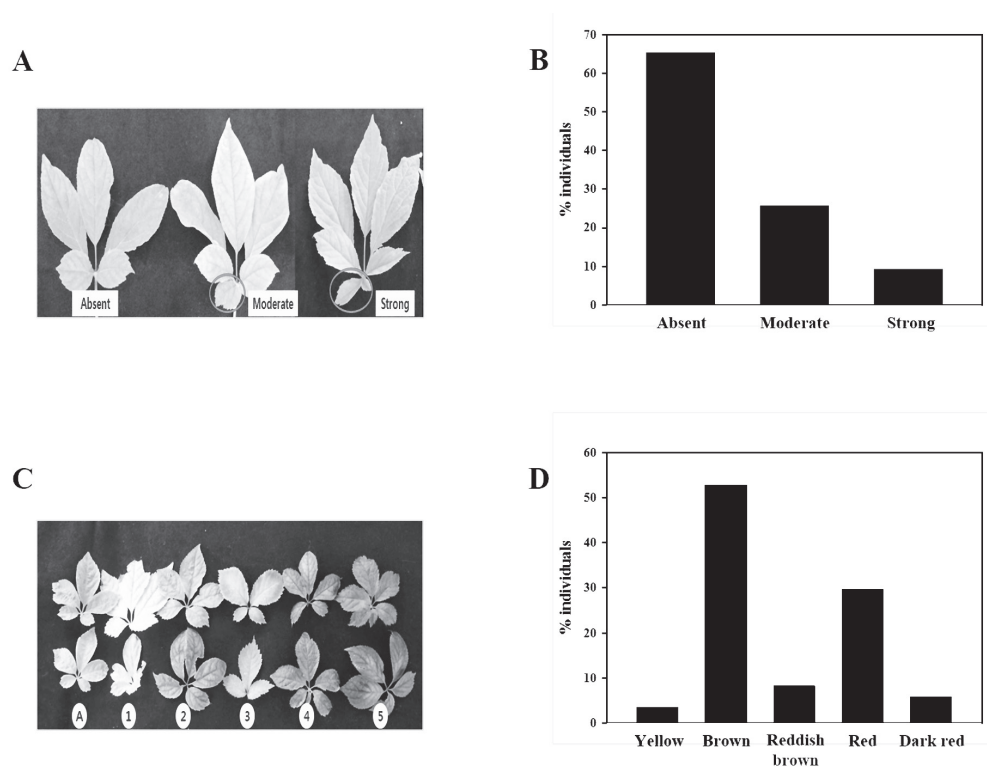 A
Absent
Moderate
Strong
B
70
60
50
40
30
20
10
0
% individuals
Absent
Moderate
Strong
C
A
1
2
3
4
5
D
60
50
40
30
20
10
0
% individuals
Yellow
Brown
Reddish
brown
Red
Dark red